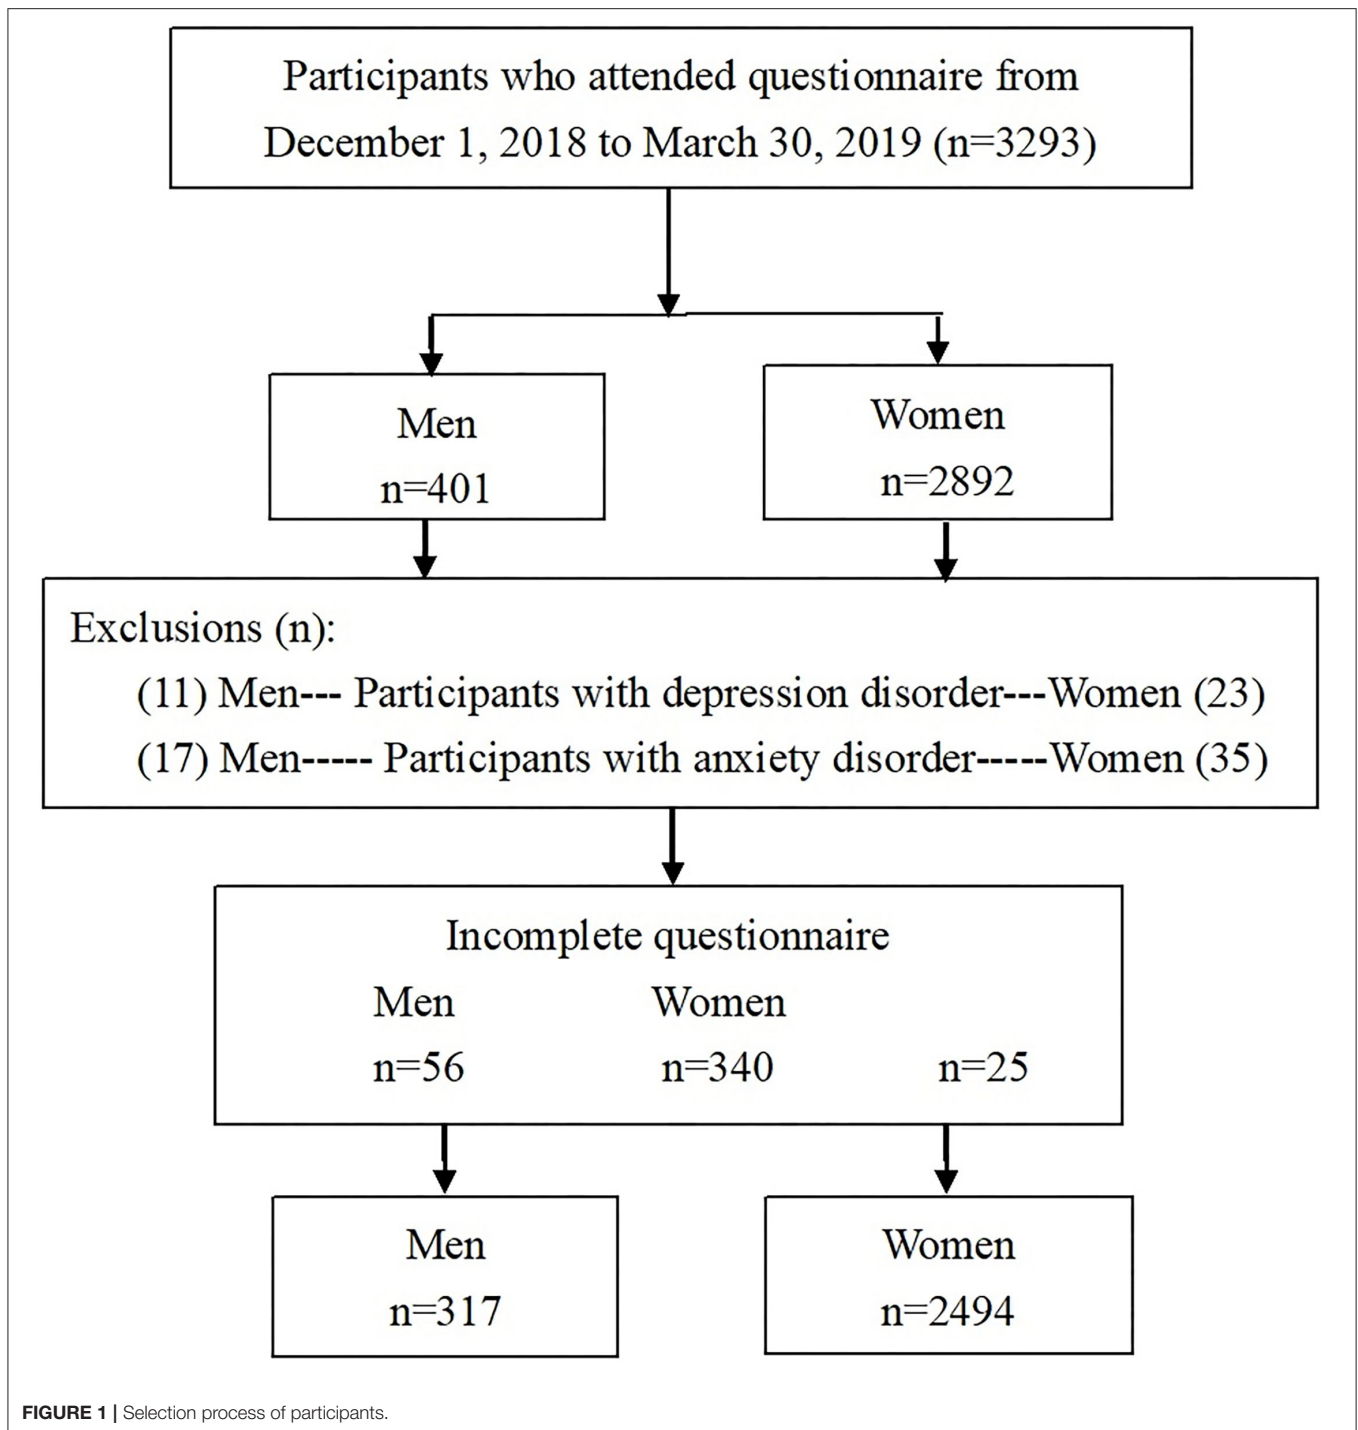 Participants who attended questionnaire from
December 1, 2018 to March 30, 2019 (n=3293)
Men
n=401
Women
n=2892
Exclusions (n):
(11) Men--- Participants with depression disorder---Women (23)
(17) Men----- Participants with anxiety disorder-----Women (35)
Incomplete questionnaire
Men Women
n=56 n=340 n=25
Men
n=317
Women
n=2494
FIGURE 1 | Selection process of participants.